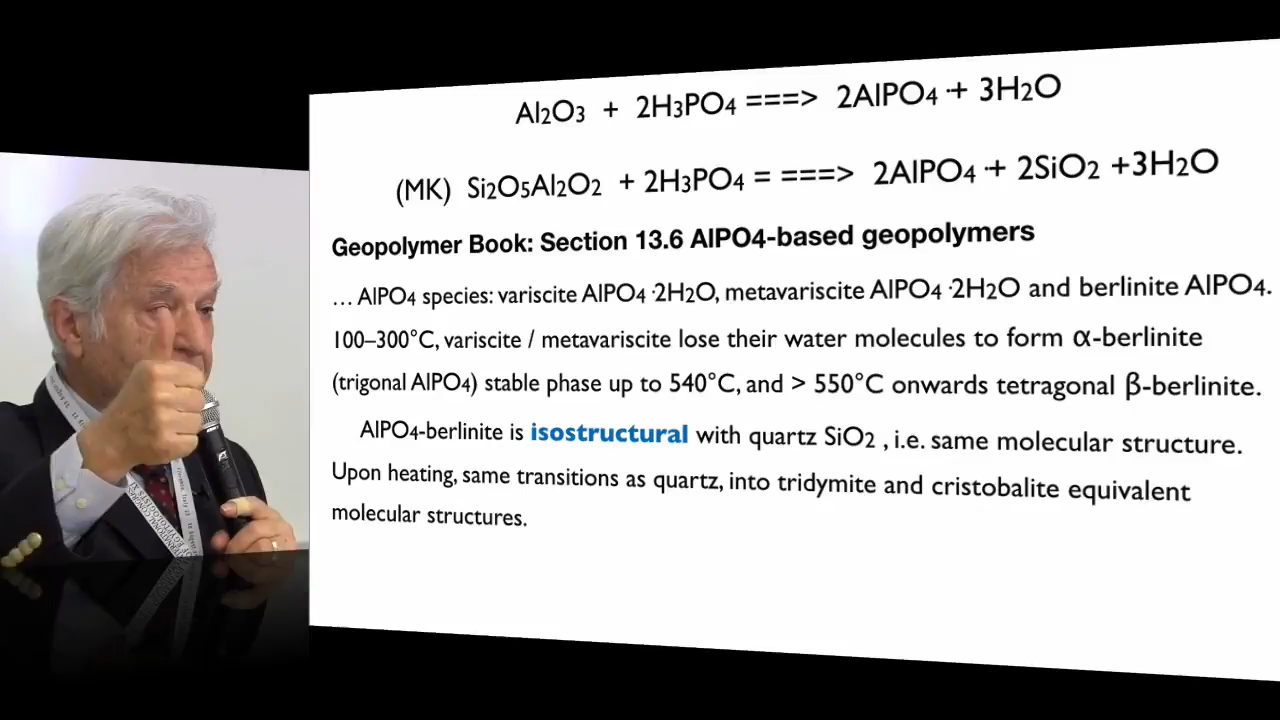 Al2O3 + 2H3PO4 ===> 2AlPO4 + 3H2O
(MK) Si2O5Al2O2 + 2H3PO4 = ===> 2AlPO4 + 2SiO2 +3H2O
Geopolymer Book: Section 13.6 AlPO4-based geopolymers
... AlPO4 species: variscite AlPO4 ·2H2O, metavariscite AlPO4 ·2H2O and berlinite AlPO4.
100–300°C, variscite / metavariscite lose their water molecules to form α-berlinite
(trigonal AlPO4) stable phase up to 540°C, and > 550°C onwards tetragonal β-berlinite.
AlPO4-berlinite is isostructural with quartz SiO2 , i.e. same molecular structure.
Upon heating, same transitions as quartz, into tridymite and cristobalite equivalent
molecular structures.